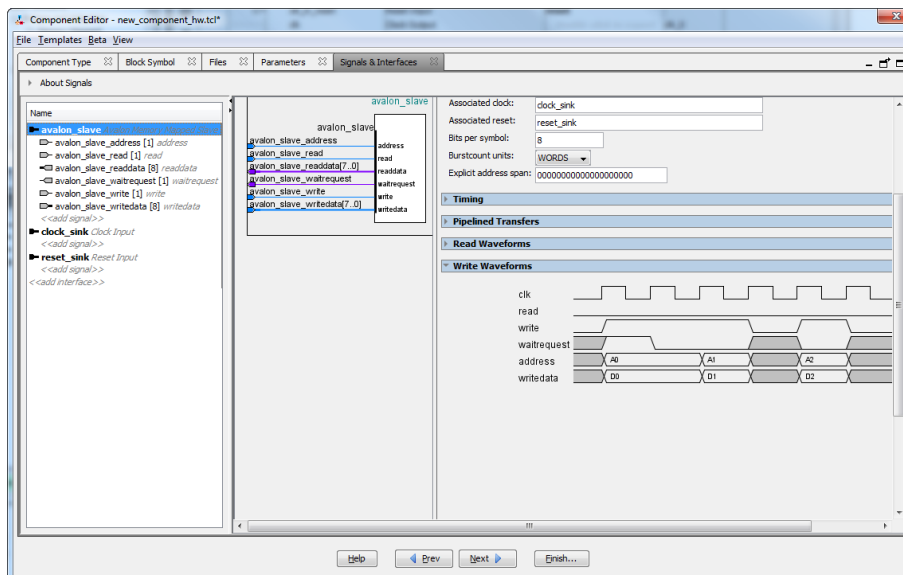 Component Editor - new_component_hw.tcl*
File Templates Beta View
Component Type Block Symbol Files Parameters Signals & Interfaces
About Signals
Name
avalon_slave
avalon_slave_address [1] address
avalon_slave_read [1] read
avalon_slave_readdata [8] readdata
avalon_slave_waitrequest [1] waitrequest
avalon_slave_write [1] write
avalon_slave_writedata [8] writedata
<<add signal>>
clock_sink Clock Input
<<add signal>>
reset_sink Reset Input
<<add signal>>
<<add interface>>
avalon_slave
avalon_slave
avalon_slave_address
address
avalon_slave_read
read
avalon_slave_readdata[7..0]
readdata
avalon_slave_waitrequest
waitrequest
avalon_slave_write
write
avalon_slave_writedata[7..0]
writedata
Associated clock: clock_sink
Associated reset: reset_sink
Bits per symbol: 8
Burstcount units: WORDS
Explicit address span: 00000000000000000000
Timing
Pipelined Transfers
Read Waveforms
Write Waveforms
clk
read
write
waitrequest
address A0 A1 A2
writedata D0 D1 D2
Help Prev Next Finish...